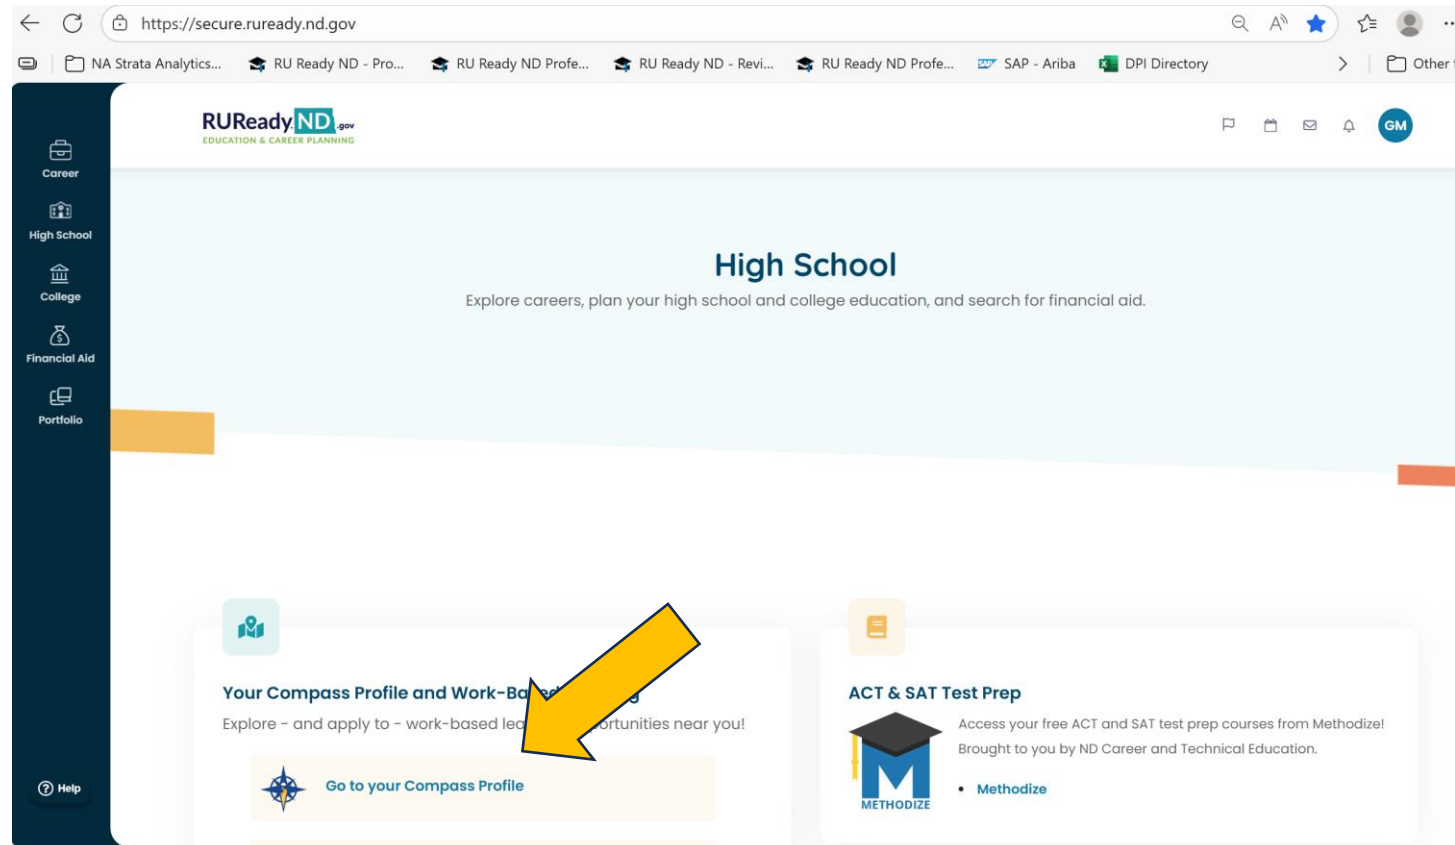 https://secure.ruready.nd.gov
NA Strata Analytics... RU Ready ND - Pro... RU Ready ND Profe... RU Ready ND - Revi... RU Ready ND Profe... SAP - Ariba DPI Directory Other
RUReady.ND.gov
EDUCATION & CAREER PLANNING
GM
Career
High School
College
Financial Aid
Portfolio
Help
High School
Explore careers, plan your high school and college education, and search for financial aid.
Your Compass Profile and Work-Ba g
Explore - and apply to - work-based lea ortunities near you!
Go to your Compass Profile
ACT & SAT Test Prep
METHODIZE
Access your free ACT and SAT test prep courses from Methodize!
Brought to you by ND Career and Technical Education.
• Methodize